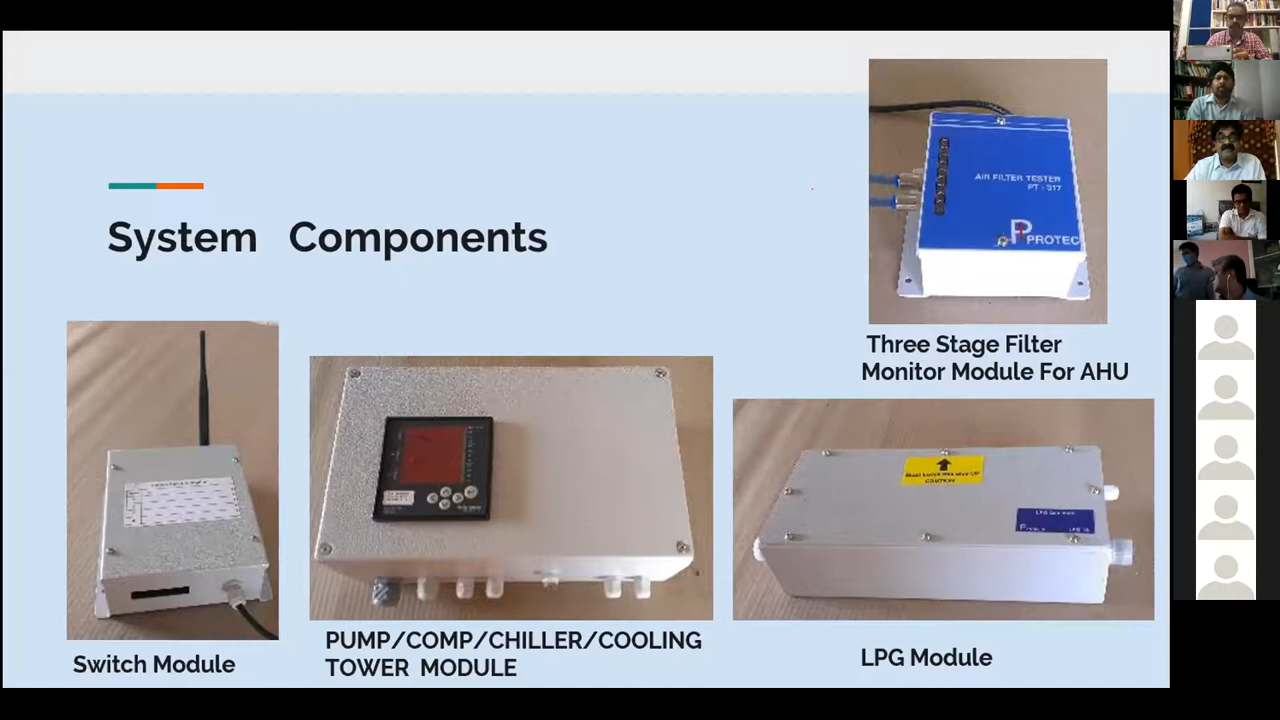 System Components
AIR FILTER TESTER
PT - 317
PROTEC
Three Stage Filter
Monitor Module For AHU
Switch Module
PUMP/COMP/CHILLER/COOLING
TOWER MODULE
LPG Module